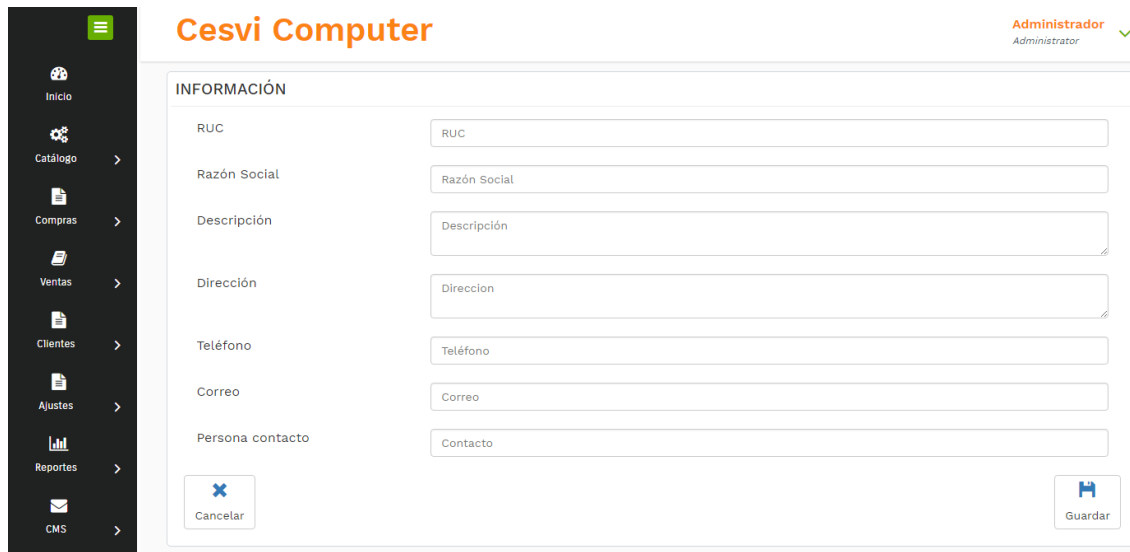 Cesvi Computer
Administrador
Administrator
Inicio
Catálogo
Compras
Ventas
Clientes
Ajustes
Reportes
CMS
INFORMACIÓN
RUC
RUC
Razón Social
Razón Social
Descripción
Descripción
Dirección
Direccion
Teléfono
Teléfono
Correo
Correo
Persona contacto
Contacto
Cancelar
Guardar